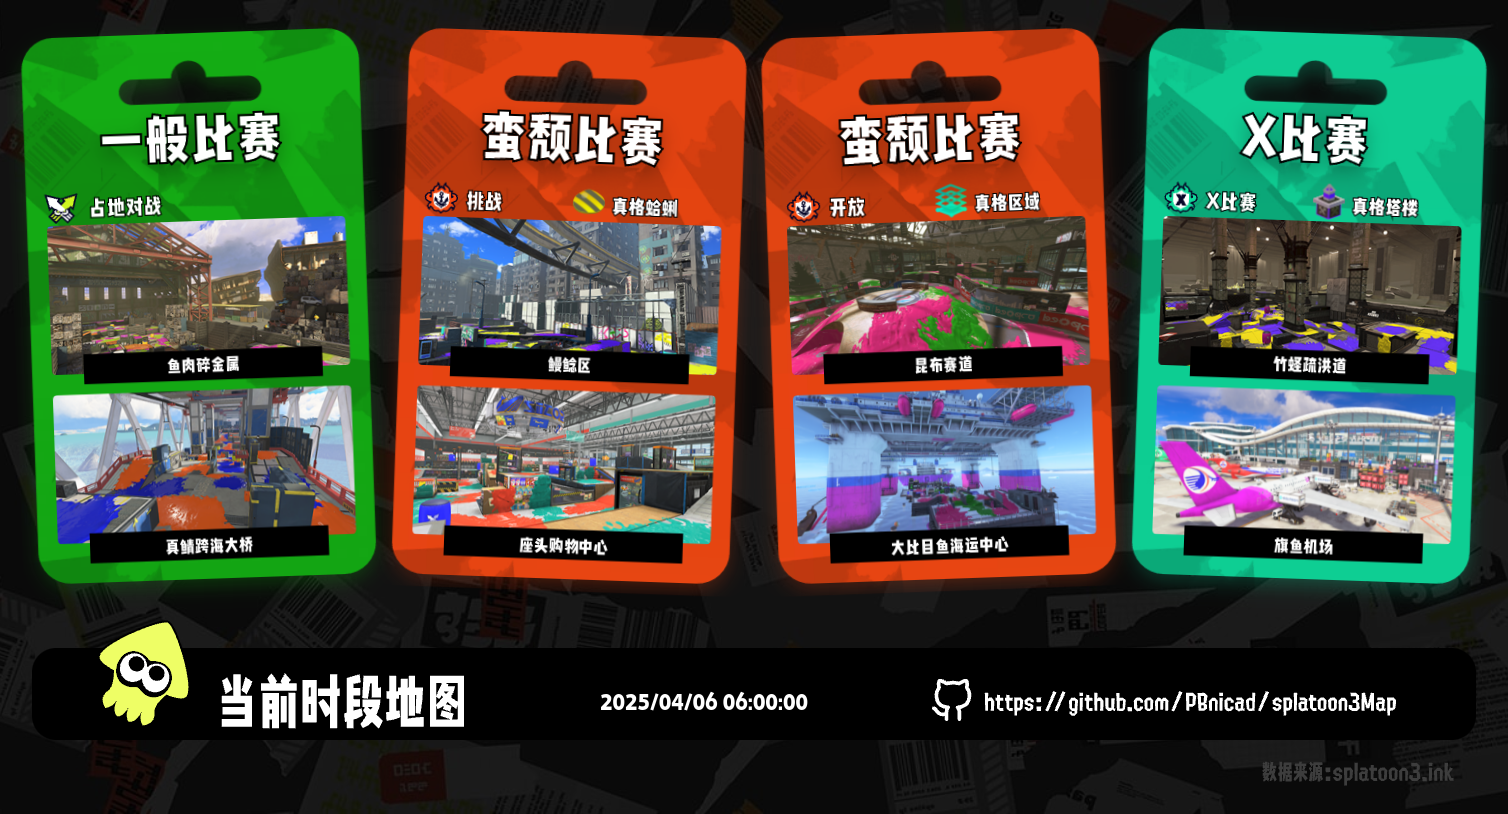 一般比赛
占地对战
鱼肉碎金属
真鲭跨海大桥
蛮颓比赛
挑战
真格蛤蜊
鳗鲶区
座头购物中心
蛮颓比赛
开放
真格区域
昆布赛道
大比目鱼海运中心
X比赛
X比赛
真格塔楼
竹蛏疏洪道
旗鱼机场
当前时段地图
2025/04/06 06:00:00
https://github.com/PBnicad/splatoon3Map
数据来源:splatoon3.ink